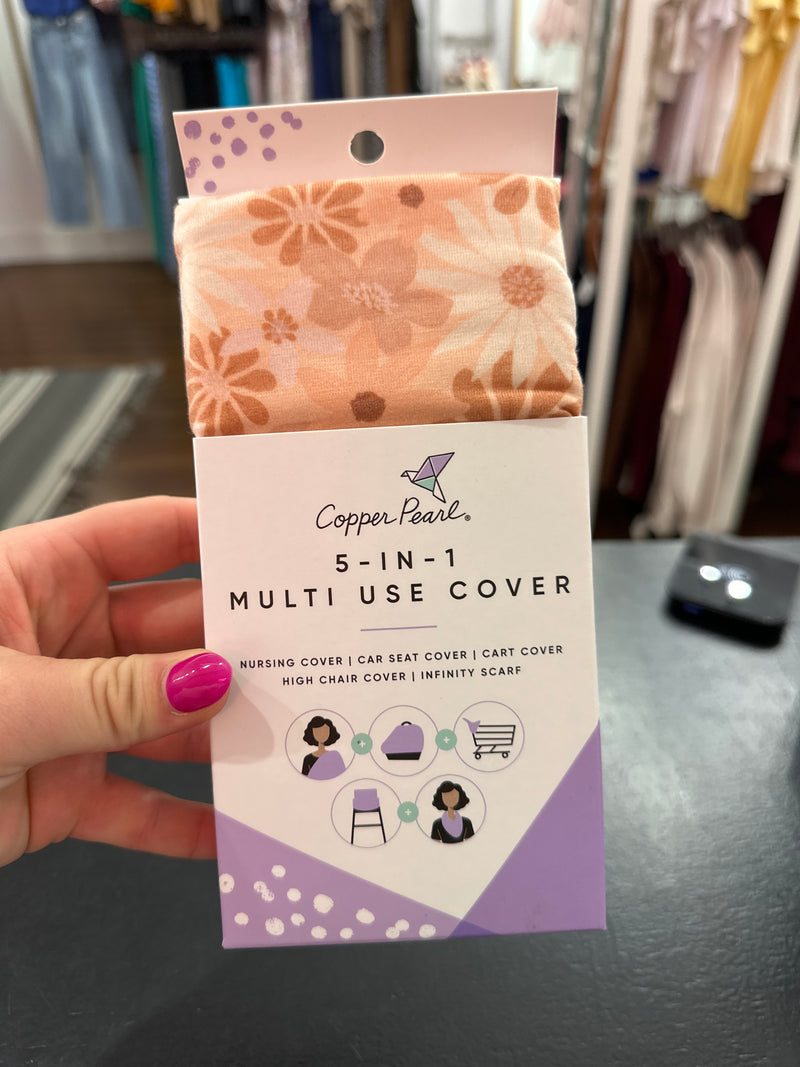 Copper Pearl®
5-IN-1
MULTI USE COVER
NURSING COVER | CAR SEAT COVER | CART COVER
HIGH CHAIR COVER | INFINITY SCARF